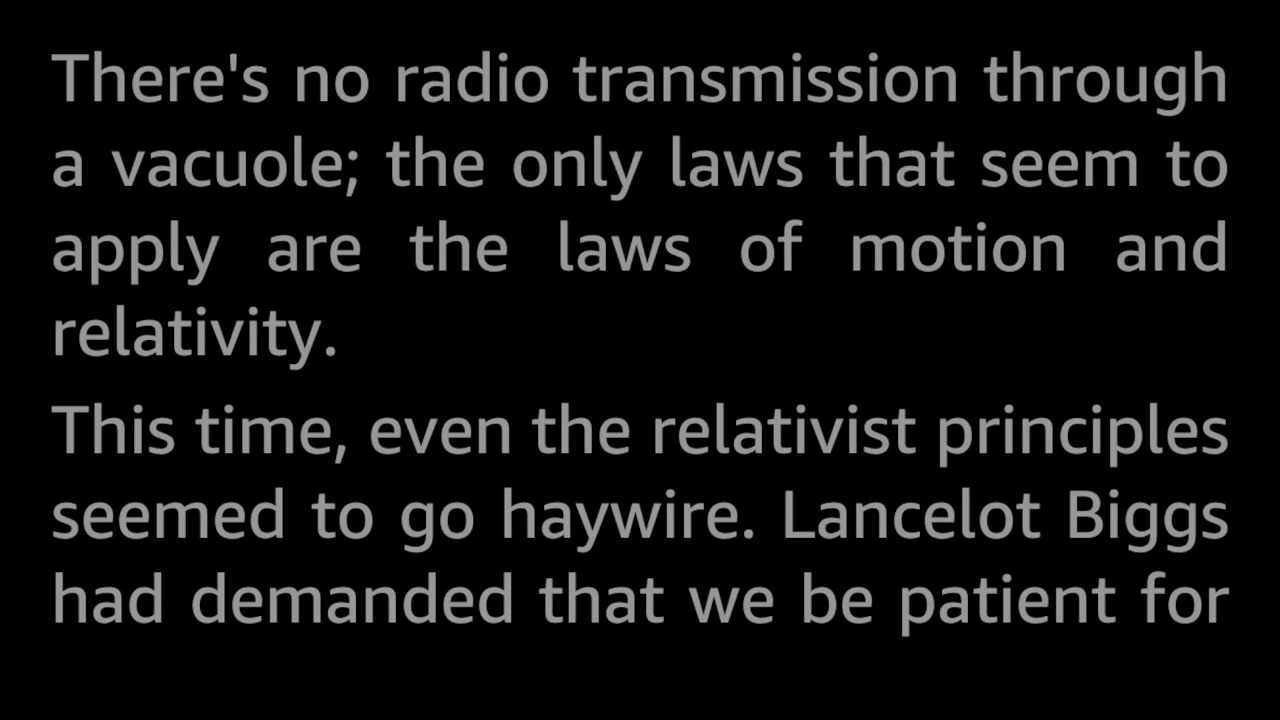 There's no radio transmission through
a vacuole; the only laws that seem to
apply are the laws of motion and
relativity.
This time, even the relativist principles
seemed to go haywire. Lancelot Biggs
had demanded that we be patient for